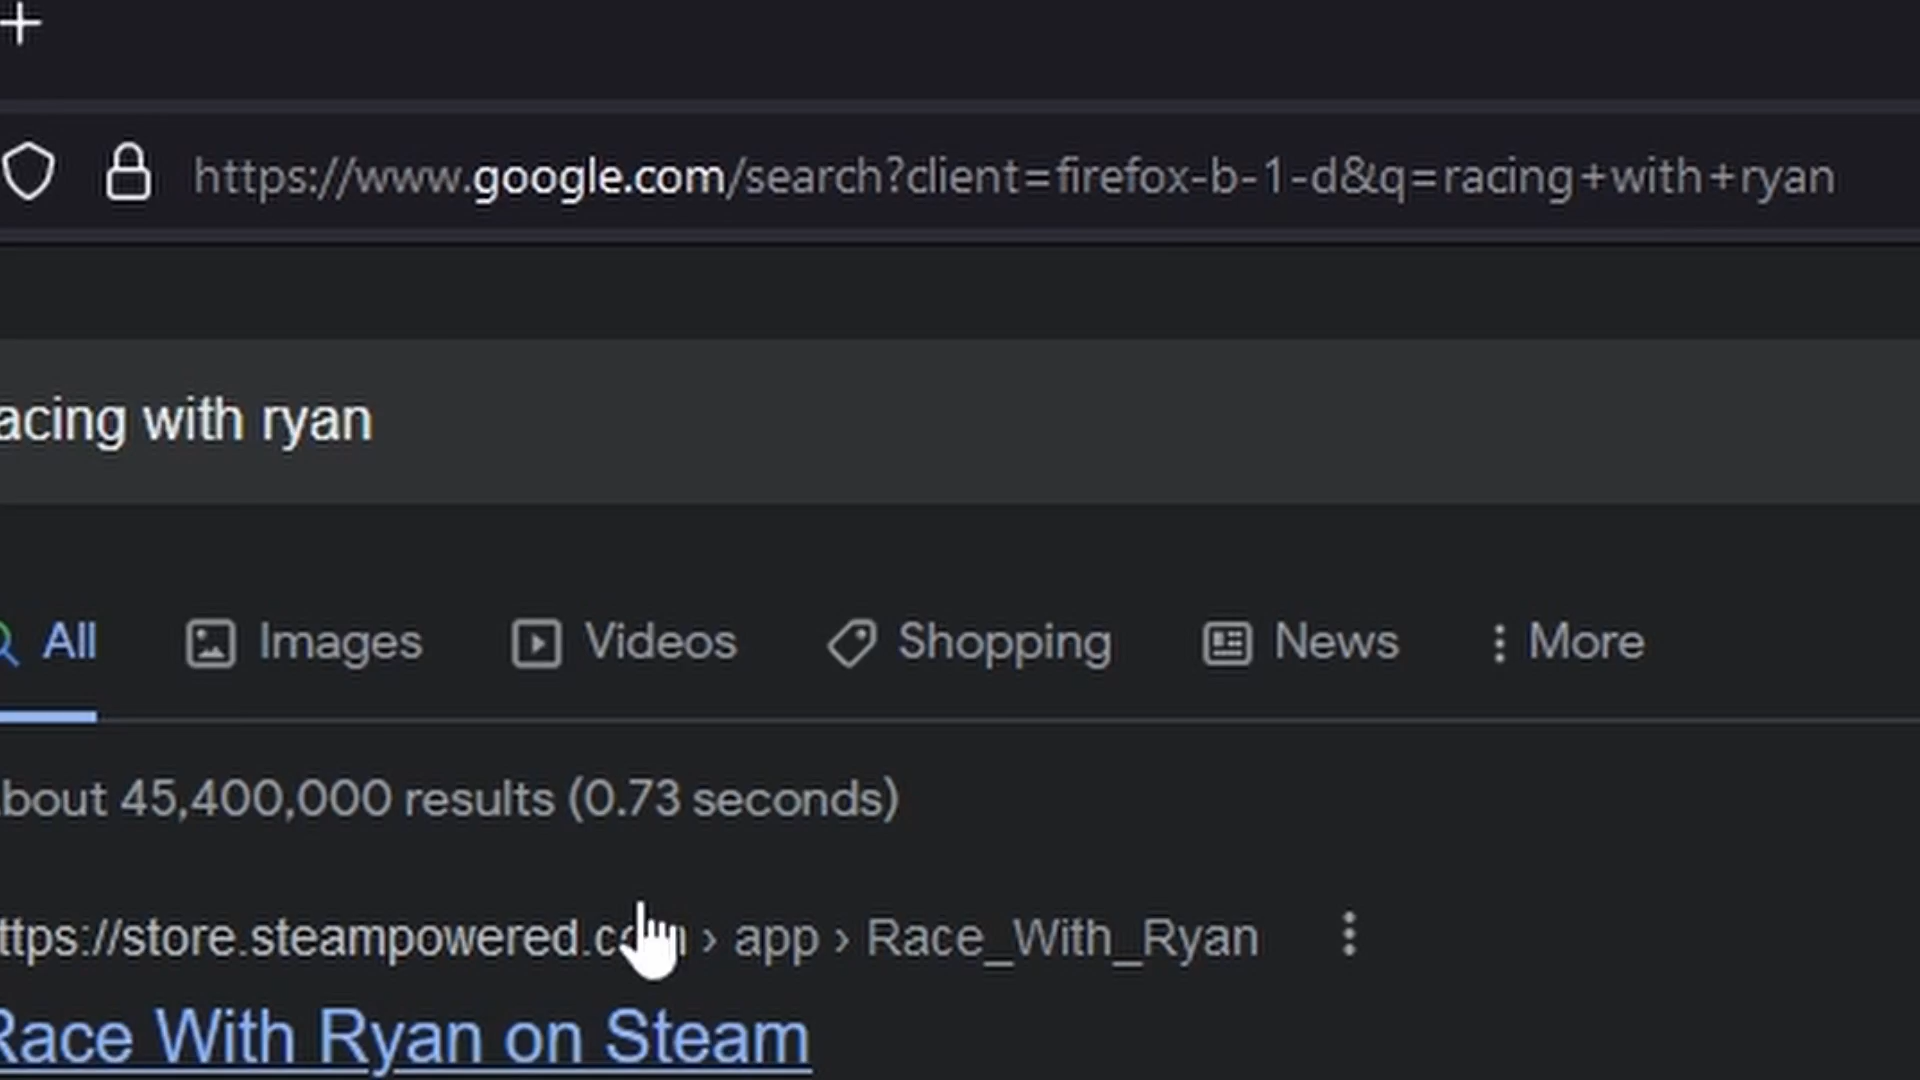 https://www.google.com/search?client=firefox-b-1-d&q=racing+with+ryan
acing with ryan
All Images Videos Shopping News More
bout 45,400,000 results (0.73 seconds)
ttps://store.steampowered.com › app › Race_With_Ryan
Race With Ryan on Steam